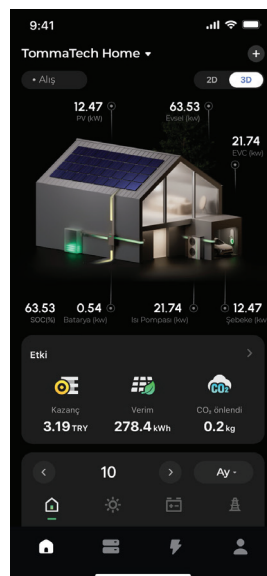 9:41
TommaTech Home
• Alış
2D 3D
12.47 63.53
PV (kW) Evsel (kw)
21.74
EVC (kw)
63.53 0.54 21.74 12.47
SOC(%) Batarya (kw) Isı Pompası (kw) Şebeke (kw
Etki
CO2
Kazanç Verim CO₂ önlendi
3.19 TRY 278.4 kWh 0.2 kg
10 Ay -